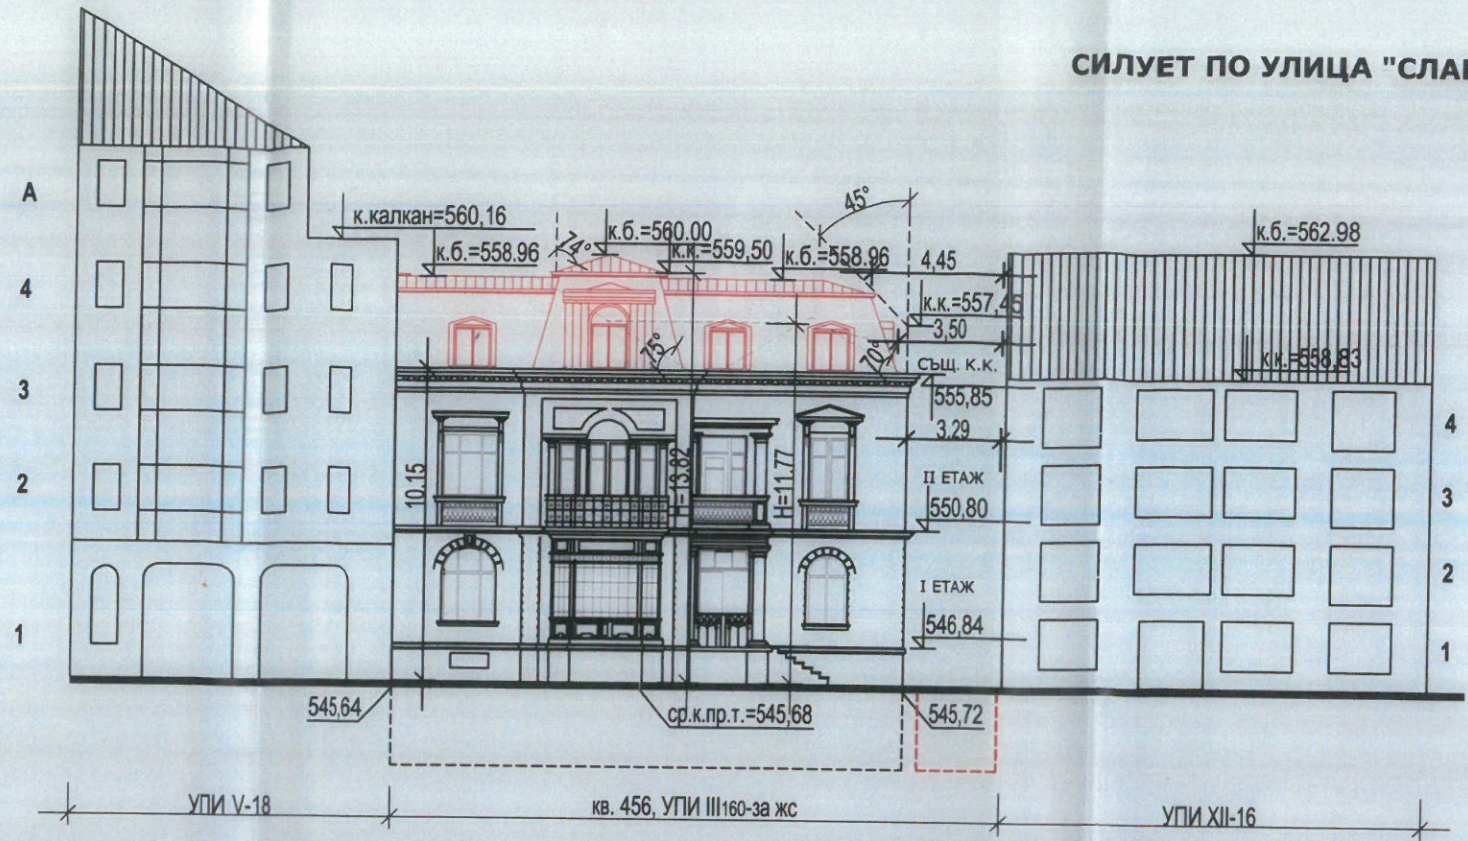 СИЛУЕТ ПО УЛИЦА "СЛА
А
4
3
2
1
к.калкан=560,16
к.б.=558.96
74°
к.б.=560.00
к.к.=559,50
к.б.=558.96
45°
4,45
к.к.=557,45
3,50
75°
70°
СЪЩ. К.К.
555,85
3,29
10.15
H=13.82
H=11.77
II ЕТАЖ
550,80
I ЕТАЖ
546,84
к.б.=562.98
к.к.=558,83
4
3
2
1
545,64
ср.к.пр.т.=545,68
545,72
УПИ V-18
кв. 456, УПИ III160-за жс
УПИ XII-16